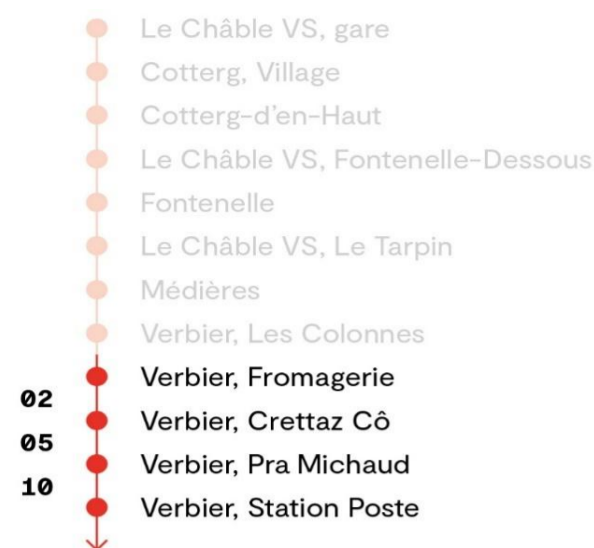 Le Châble VS, gare
Cotterg, Village
Cotterg-d'en-Haut
Le Châble VS, Fontenelle-Dessous
Fontenelle
Le Châble VS, Le Tarpin
Médières
Verbier, Les Colonnes
Verbier, Fromagerie
02
Verbier, Crettaz Cô
05
Verbier, Pra Michaud
10
Verbier, Station Poste